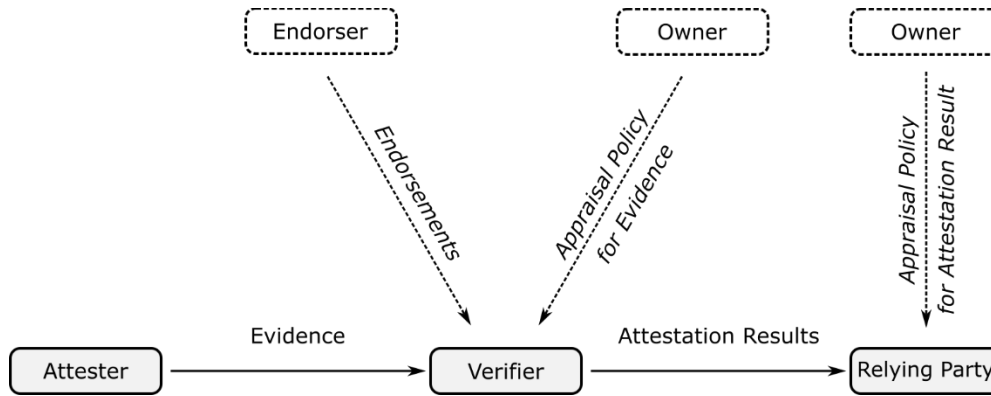 Endorser
Owner
Owner
Endorsements
Appraisal Policy
for Evidence
Appraisal Policy
for Attestation Result
Evidence
Attestation Results
Attester
Verifier
Relying Party